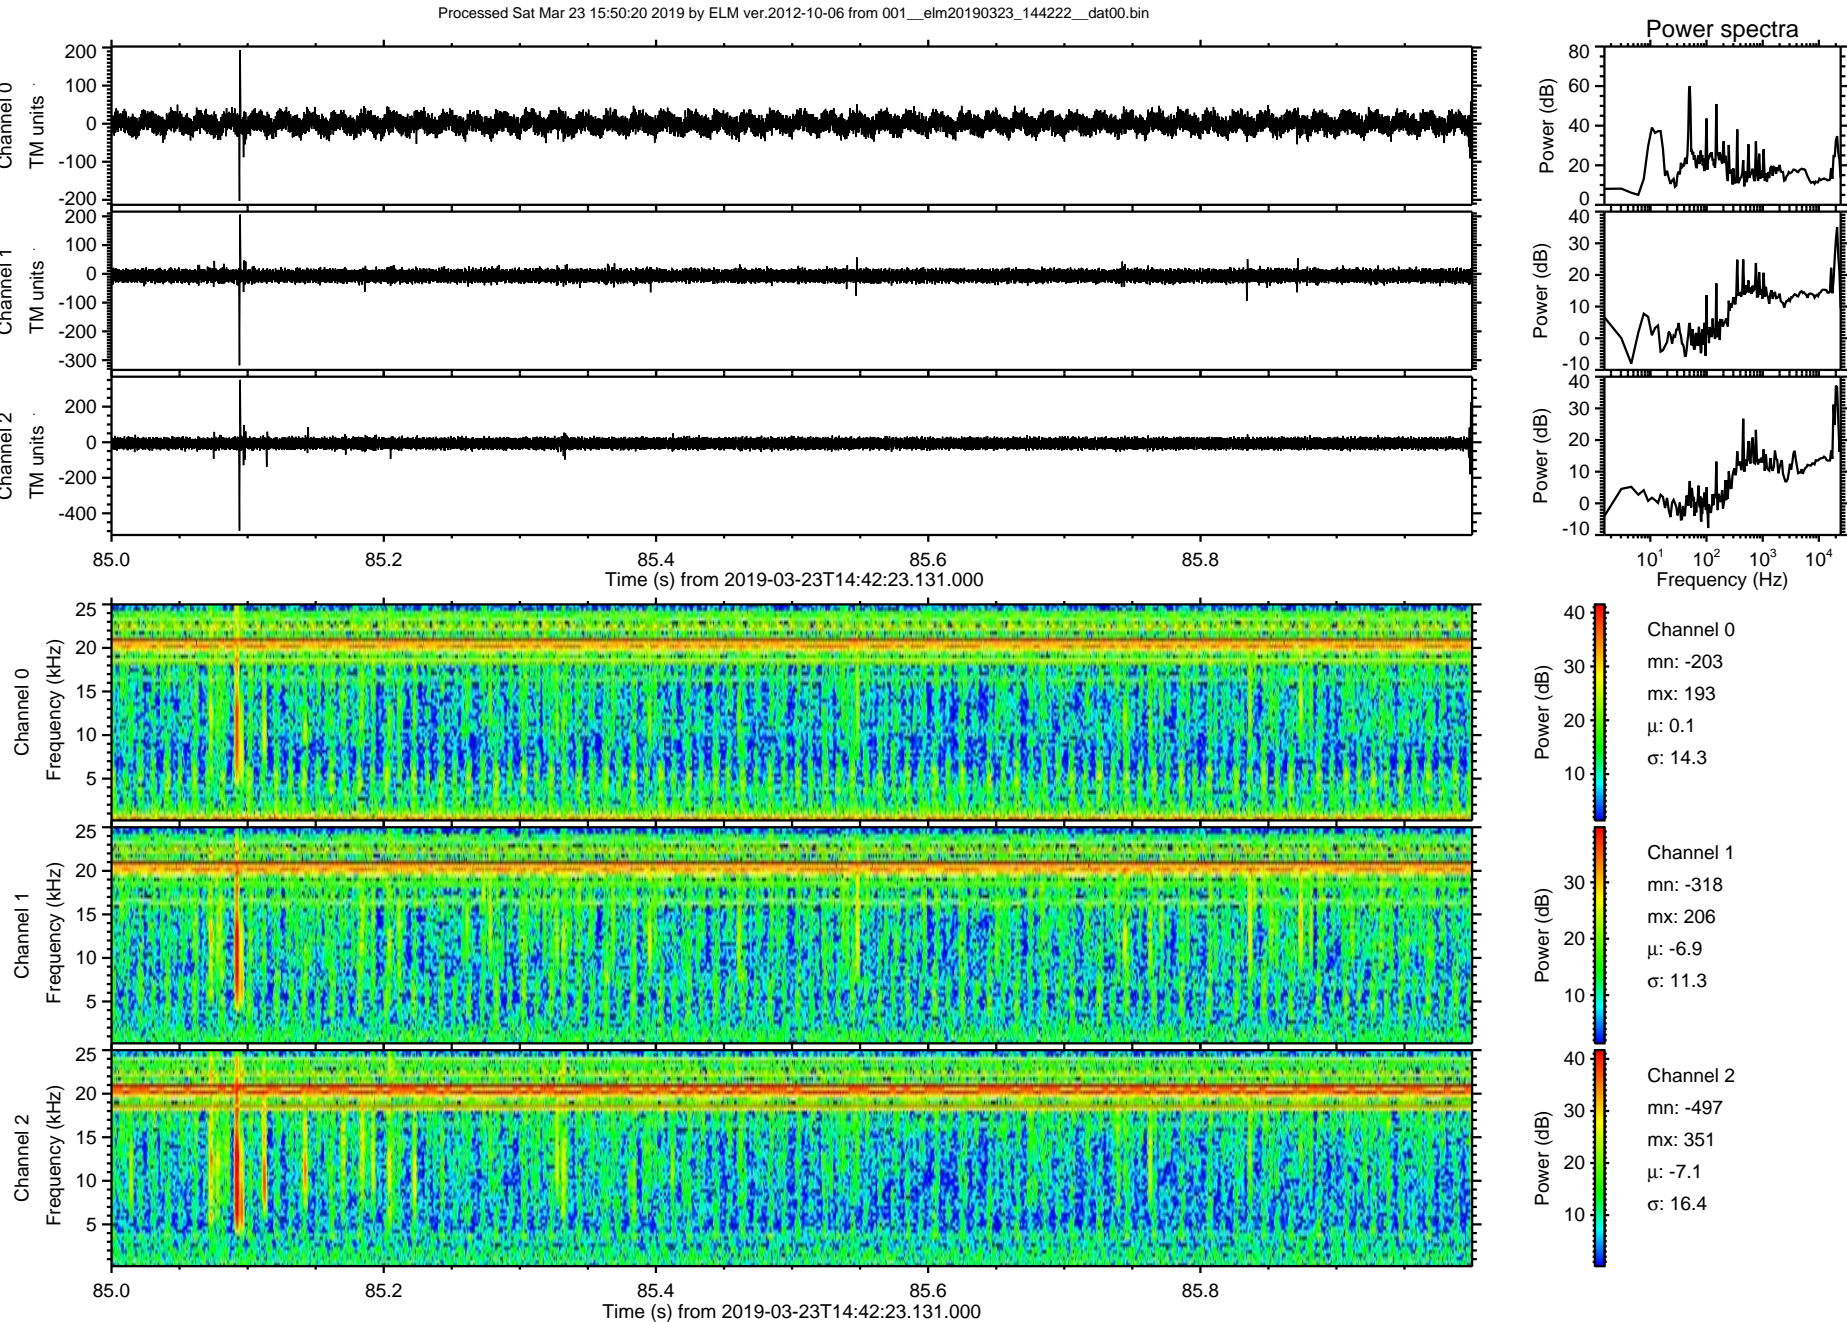 Processed Sat Mar 23 15:50:20 2019 by ELM ver.2012-10-06 from 001__elm20190323_144222__dat00.bin
Power spectra
Channel 0
TM units
200
100
0
-100
-200
Power (dB)
80
60
40
20
0
Channel 1
TM units
200
100
0
-100
-200
-300
Power (dB)
40
30
20
10
0
-10
Channel 2
TM units
200
0
-200
-400
Power (dB)
40
30
20
10
0
-10
85.0 85.2 85.4 85.6 85.8
Time (s) from 2019-03-23T14:42:23.131.000
10^1 10^2 10^3 10^4
Frequency (Hz)
Channel 0
Frequency (kHz)
25
20
15
10
5
Power (dB)
40
30
20
10
Channel 0
mn: -203
mx: 193
μ: 0.1
σ: 14.3
Channel 1
Frequency (kHz)
25
20
15
10
5
Power (dB)
30
20
10
Channel 1
mn: -318
mx: 206
μ: -6.9
σ: 11.3
Channel 2
Frequency (kHz)
25
20
15
10
5
Power (dB)
40
30
20
10
Channel 2
mn: -497
mx: 351
μ: -7.1
σ: 16.4
85.0 85.2 85.4 85.6 85.8
Time (s) from 2019-03-23T14:42:23.131.000